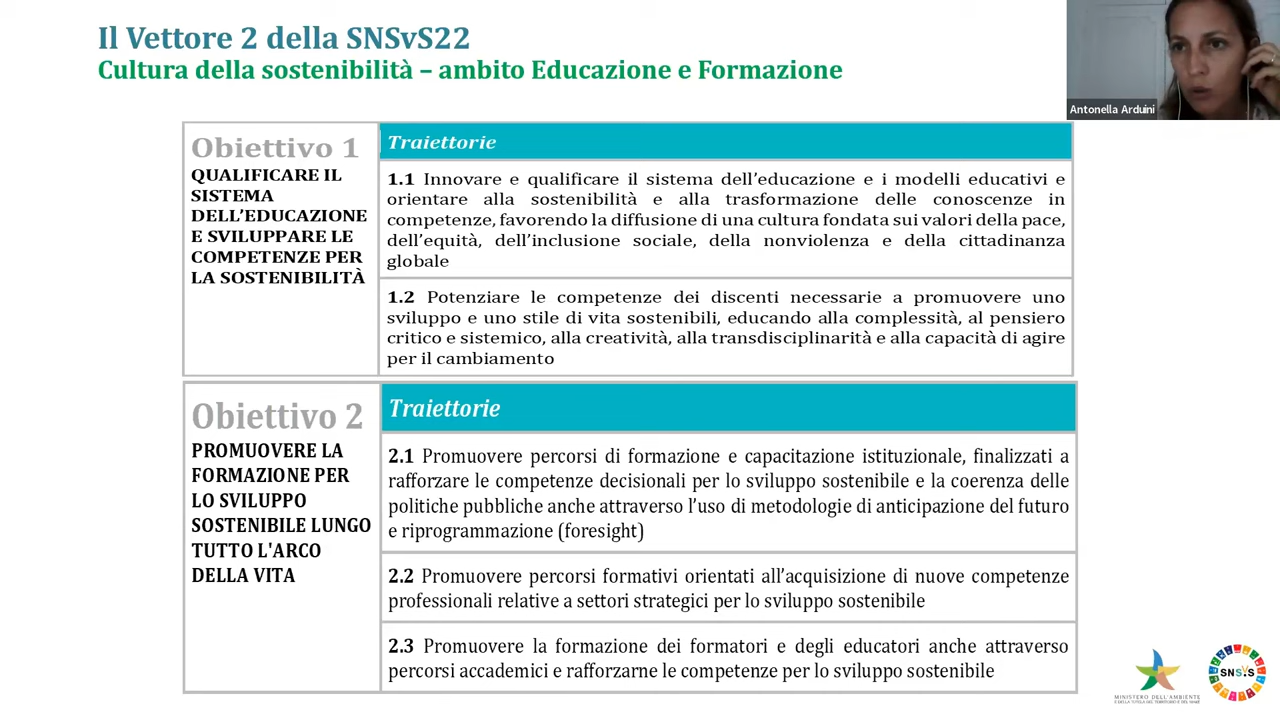 Il Vettore 2 della SNSvS22
Cultura della sostenibilità – ambito Educazione e Formazione
Antonella Arduini
Obiettivo 1
QUALIFICARE IL
SISTEMA
DELL’EDUCAZIONE
E SVILUPPARE LE
COMPETENZE PER
LA SOSTENIBILITÀ
Traiettorie
1.1 Innovare e qualificare il sistema dell’educazione e i modelli educativi e
orientare alla sostenibilità e alla trasformazione delle conoscenze in
competenze, favorendo la diffusione di una cultura fondata sui valori della pace,
dell’equità, dell’inclusione sociale, della nonviolenza e della cittadinanza
globale
1.2 Potenziare le competenze dei discenti necessarie a promuovere uno
sviluppo e uno stile di vita sostenibili, educando alla complessità, al pensiero
critico e sistemico, alla creatività, alla transdisciplinarità e alla capacità di agire
per il cambiamento
Obiettivo 2
PROMUOVERE LA
FORMAZIONE PER
LO SVILUPPO
SOSTENIBILE LUNGO
TUTTO L'ARCO
DELLA VITA
Traiettorie
2.1 Promuovere percorsi di formazione e capacitazione istituzionale, finalizzati a
rafforzare le competenze decisionali per lo sviluppo sostenibile e la coerenza delle
politiche pubbliche anche attraverso l’uso di metodologie di anticipazione del futuro
e riprogrammazione (foresight)
2.2 Promuovere percorsi formativi orientati all’acquisizione di nuove competenze
professionali relative a settori strategici per lo sviluppo sostenibile
2.3 Promuovere la formazione dei formatori e degli educatori anche attraverso
percorsi accademici e rafforzarne le competenze per lo sviluppo sostenibile
MINISTERO DELL'AMBIENTE
E DELLA TUTELA DEL TERRITORIO E DEL MARE
SNSVS